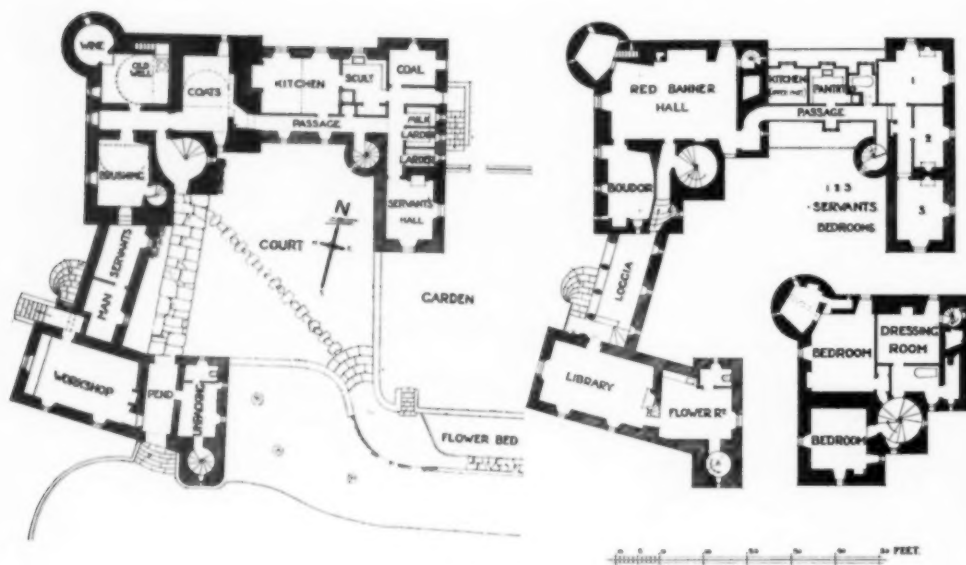 WINE
OLD
WELL
COATS
KITCHEN
SCULY
COAL
PASSAGE
MILK
LARDER
LARDER
BRUSHING
SERVANTS
HALL
N
COURT
SERVANTS
MAN
GARDEN
WORKSHOP
PEND
FLOWER BED
RED BANNER
HALL
KITCHEN
PANTRY
PASSAGE
1
2
3
BOUDOR
1 2 3
SERVANTS
BEDROOMS
LOGGIA
LIBRARY
FLOWER RM
BEDROOM
DRESSING
ROOM
BEDROOM
FEET